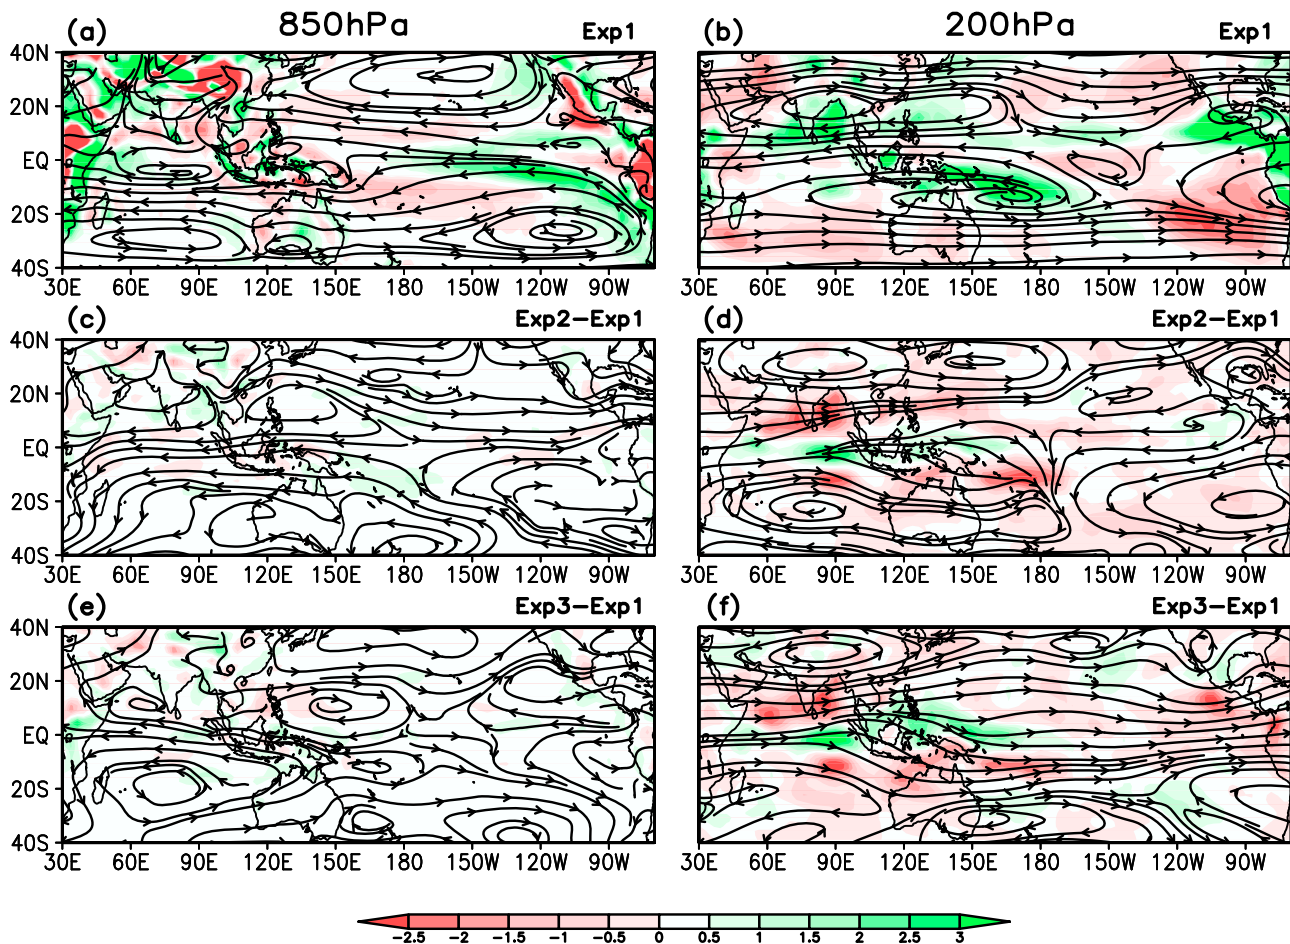 (a) 850hPa Exp1
(b) 200hPa Exp1
40N
20N
EQ
20S
40S
30E 60E 90E 120E 150E 180 150W 120W 90W
30E 60E 90E 120E 150E 180 150W 120W 90W
(c) Exp2-Exp1
(d) Exp2-Exp1
40N
20N
EQ
20S
40S
30E 60E 90E 120E 150E 180 150W 120W 90W
30E 60E 90E 120E 150E 180 150W 120W 90W
(e) Exp3-Exp1
(f) Exp3-Exp1
40N
20N
EQ
20S
40S
30E 60E 90E 120E 150E 180 150W 120W 90W
30E 60E 90E 120E 150E 180 150W 120W 90W
-2.5 -2 -1.5 -1 -0.5 0 0.5 1 1.5 2 2.5 3